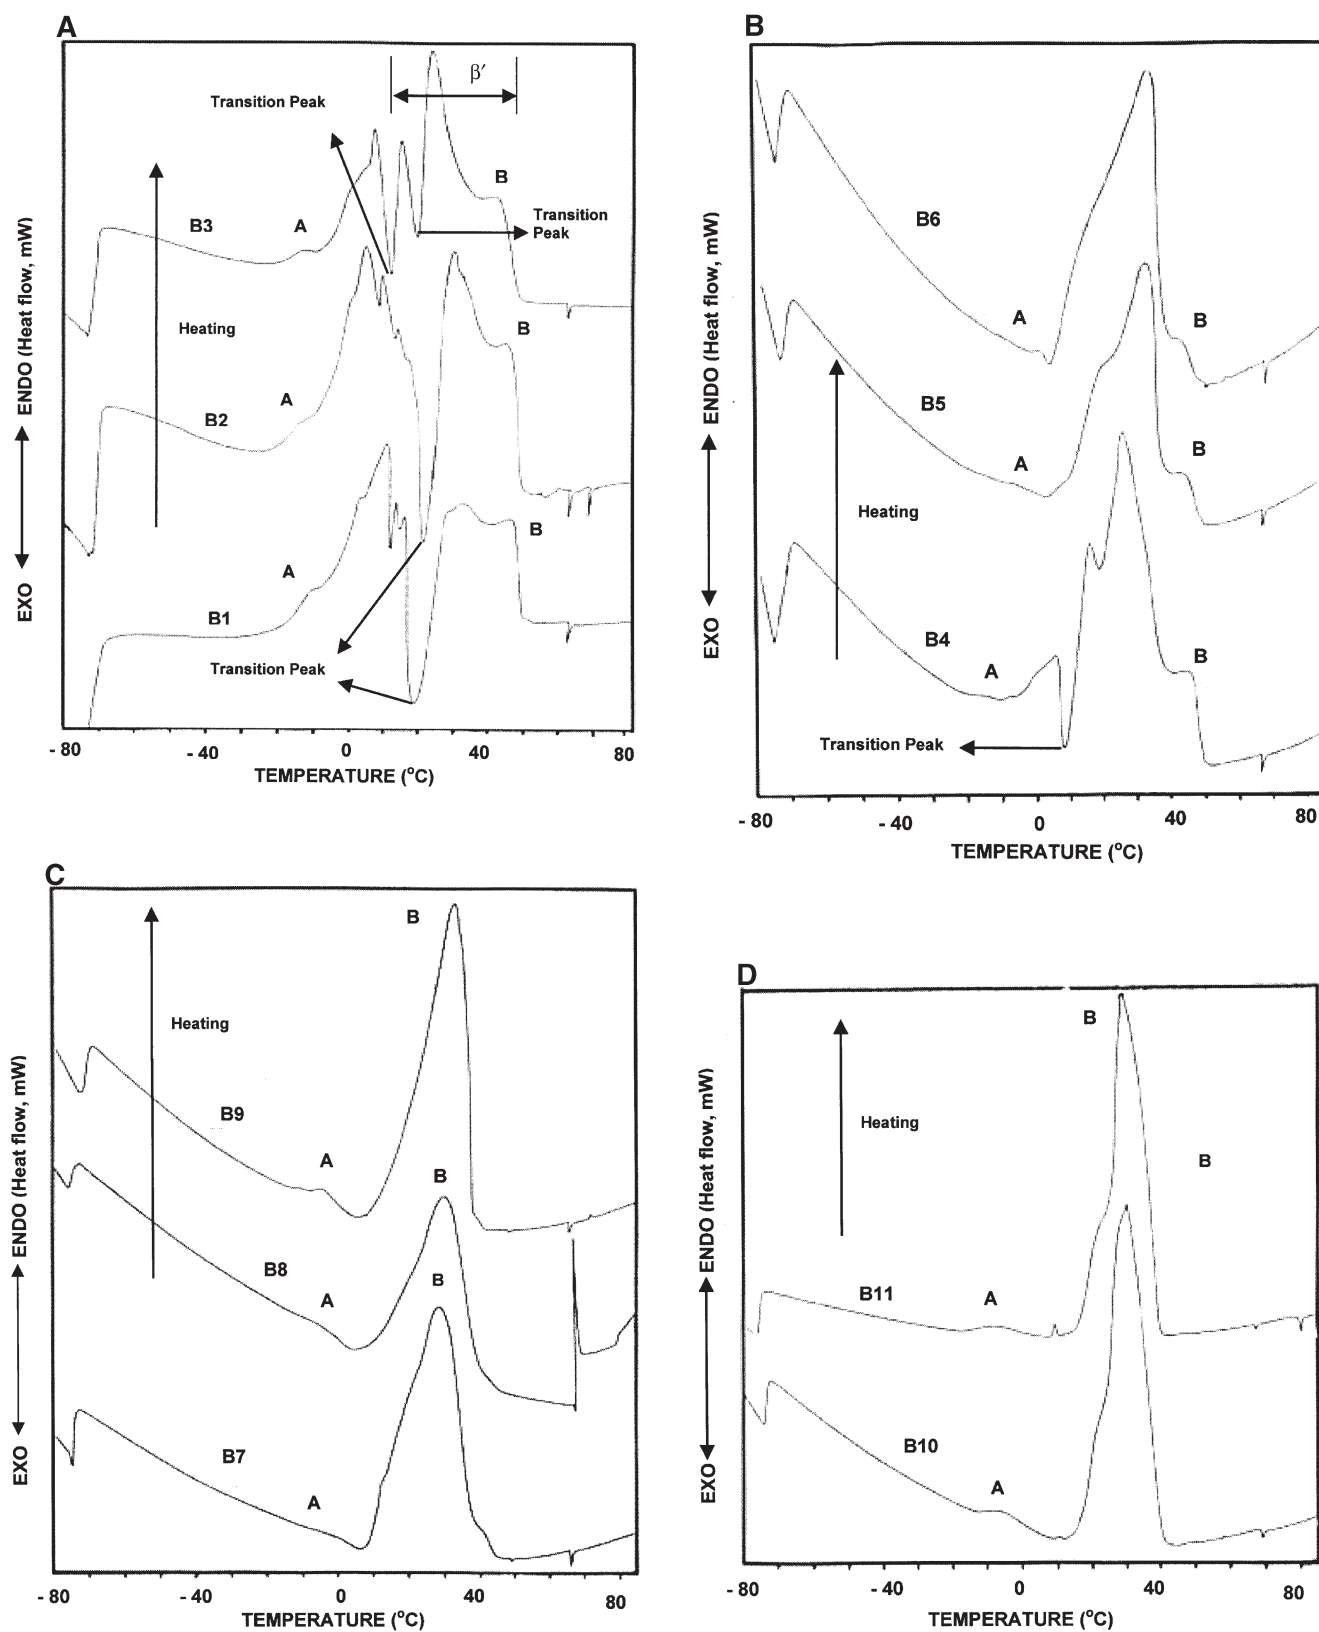 A
β′
Transition Peak
B
Transition
Peak
A
B3
Heating
B
A
B2
B
A
B1
Transition Peak
EXO
ENDO (Heat flow, mW)
- 80
- 40
0
40
80
TEMPERATURE (°C)
B
B6
A
B
B5
A
B
Heating
B4
A
B
Transition Peak
EXO
ENDO (Heat flow, mW)
- 80
- 40
0
40
80
TEMPERATURE (°C)
C
B
Heating
B9
A
B
B8
A
B
B7
A
EXO
ENDO (Heat flow, mW)
- 80
- 40
0
40
80
TEMPERATURE (°C)
D
B
Heating
B
B11
A
B10
A
EXO
ENDO (Heat flow, mW)
- 80
- 40
0
40
80
TEMPERATURE (°C)